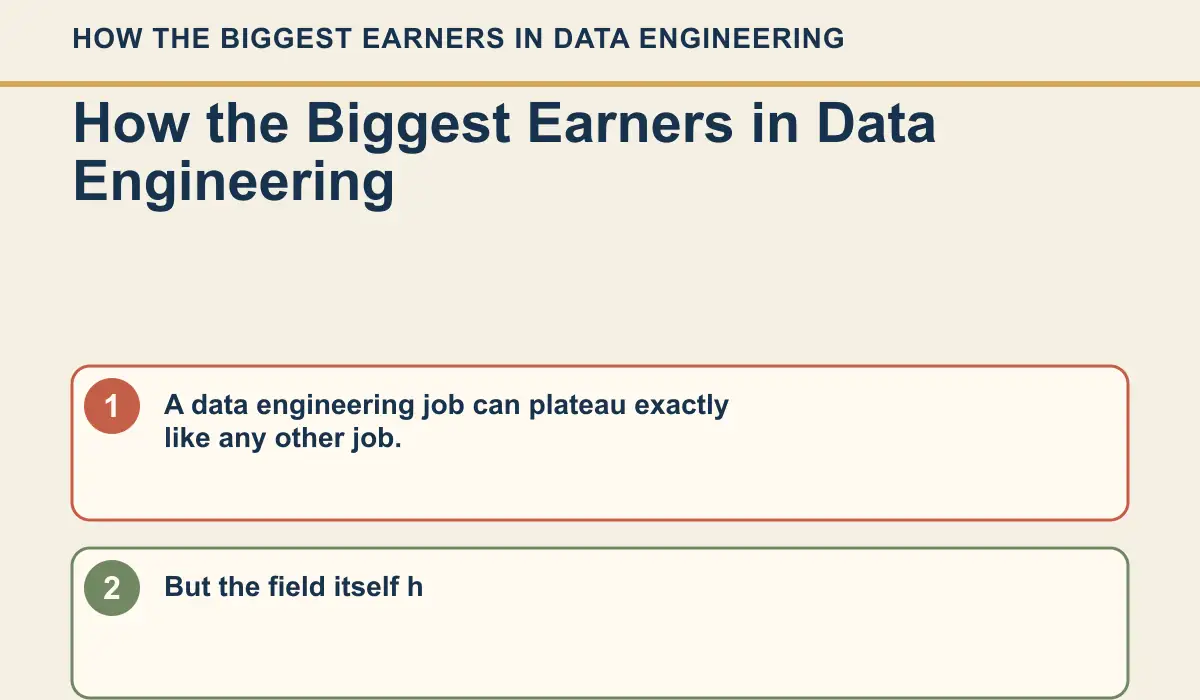 HOW THE BIGGEST EARNERS IN DATA ENGINEERING
How the Biggest Earners in Data
Engineering
1
A data engineering job can plateau exactly
like any other job.
2
But the field itself h